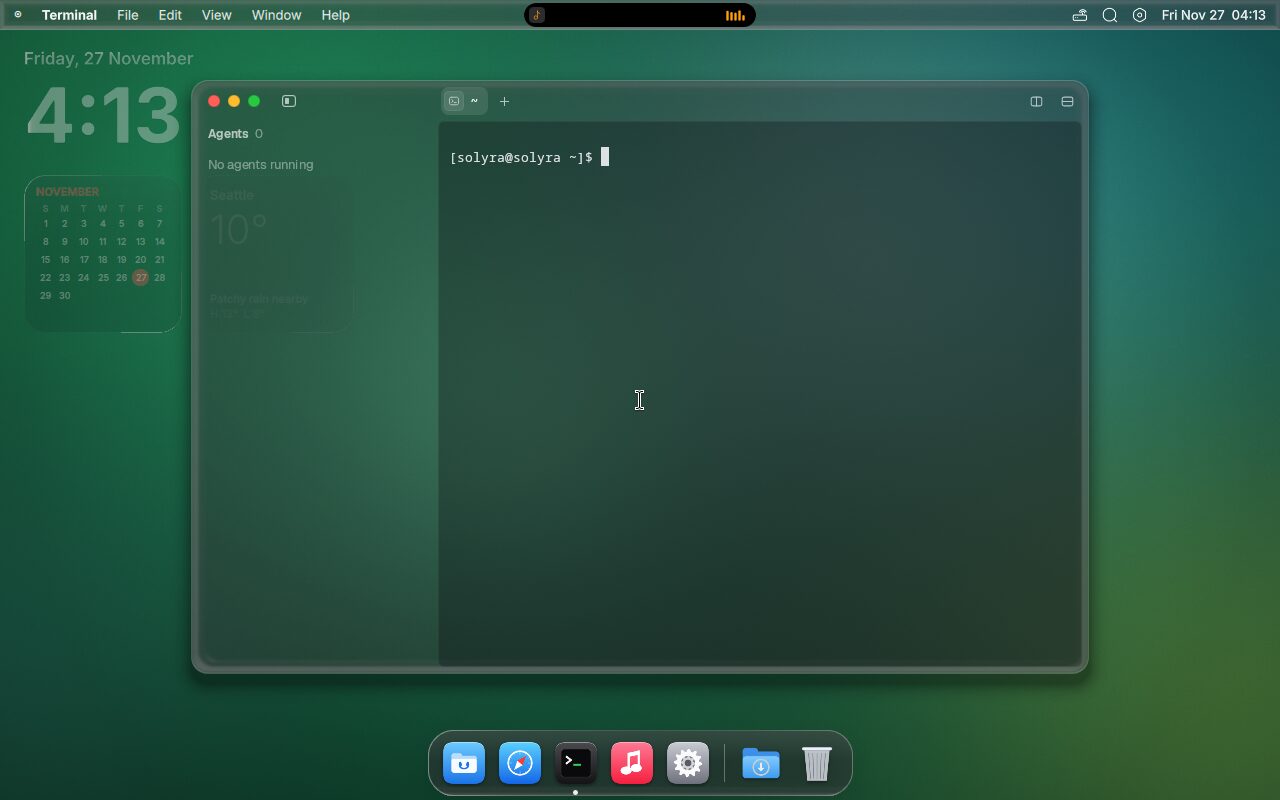 Terminal File Edit View Window Help
Fri Nov 27 04:13
Friday, 27 November
4:13
NOVEMBER
S M T W T F S
1 2 3 4 5 6 7
8 9 10 11 12 13 14
15 16 17 18 19 20 21
22 23 24 25 26 27 28
29 30
~
Agents 0
No agents running
Seattle
10°
Patchy rain nearby
[solyra@solyra ~]$